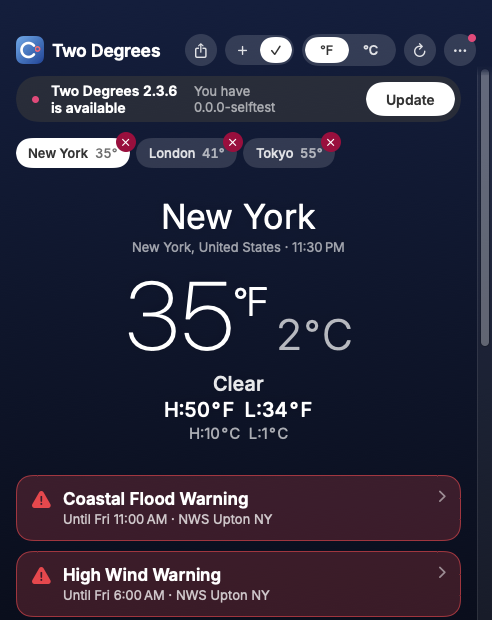 Two Degrees
+ ✓ °F °C
Two Degrees 2.3.6
is available
You have
0.0.0-selftest
Update
New York 35°
London 41°
Tokyo 55°
New York
New York, United States · 11:30 PM
35°F 2°C
Clear
H:50°F L:34°F
H:10°C L:1°C
Coastal Flood Warning
Until Fri 11:00 AM · NWS Upton NY
High Wind Warning
Until Fri 6:00 AM · NWS Upton NY